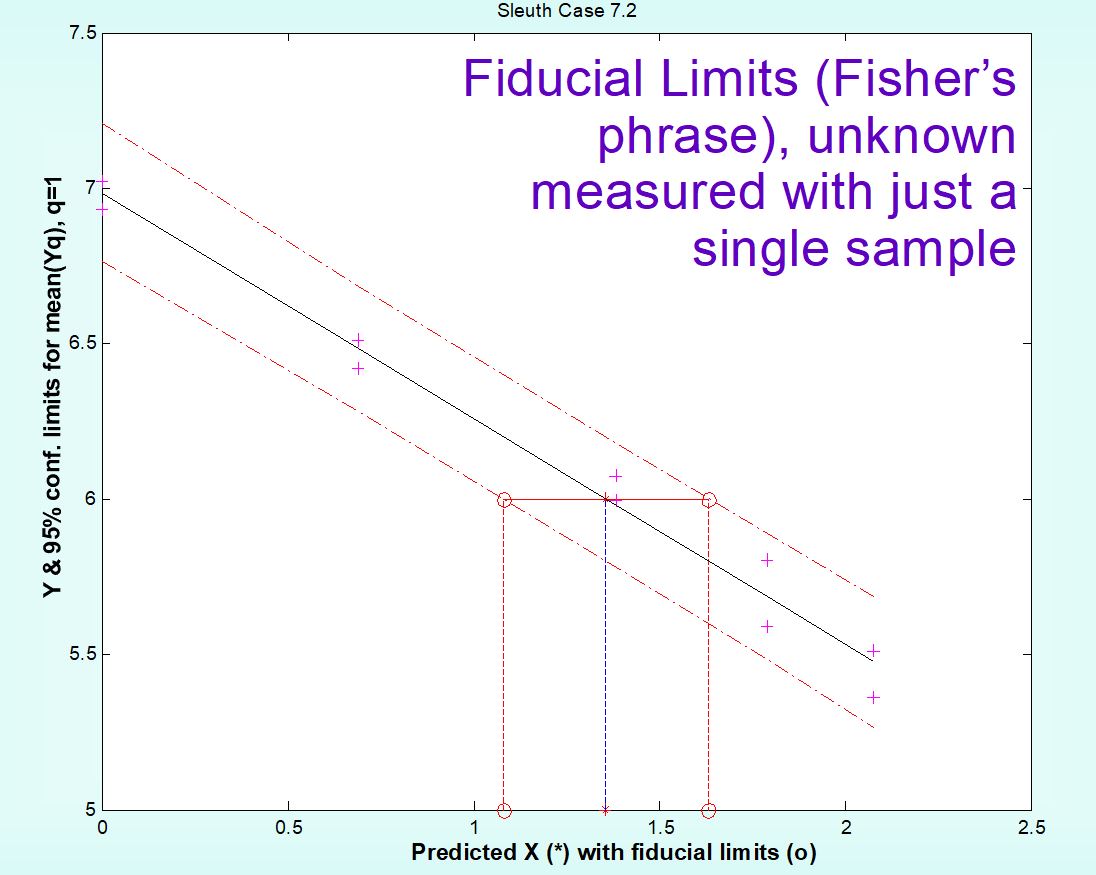 Sleuth Case 7.2
Fiducial Limits (Fisher’s
phrase), unknown
measured with just a
single sample
Y & 95% conf. limits for mean(Yq), q=1
7.5
7
6.5
6
5.5
5
0 0.5 1 1.5 2 2.5
Predicted X (*) with fiducial limits (o)